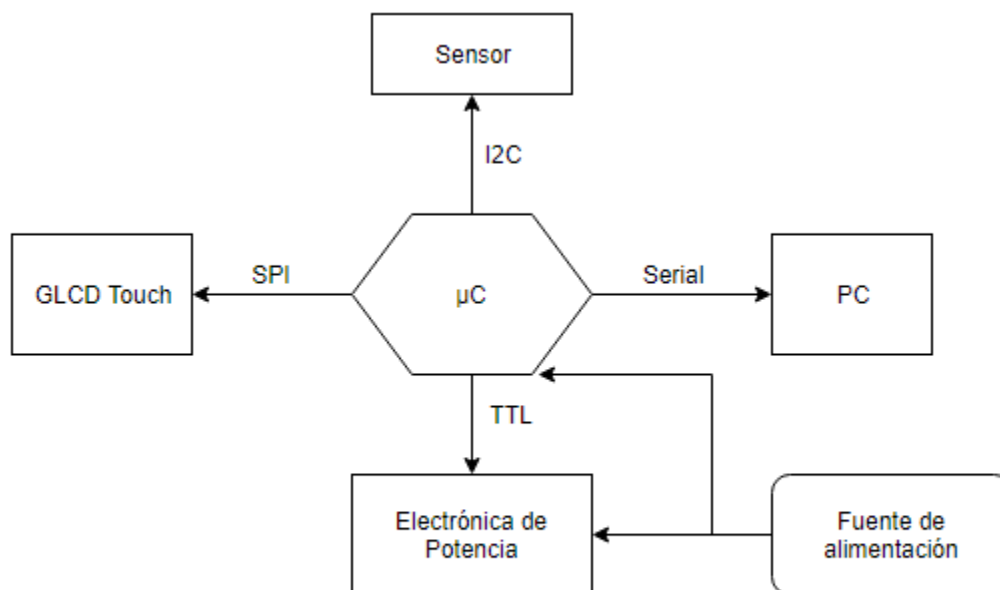 Sensor
I2C
GLCD Touch
SPI
µC
Serial
PC
TTL
Electrónica de
Potencia
Fuente de
alimentación